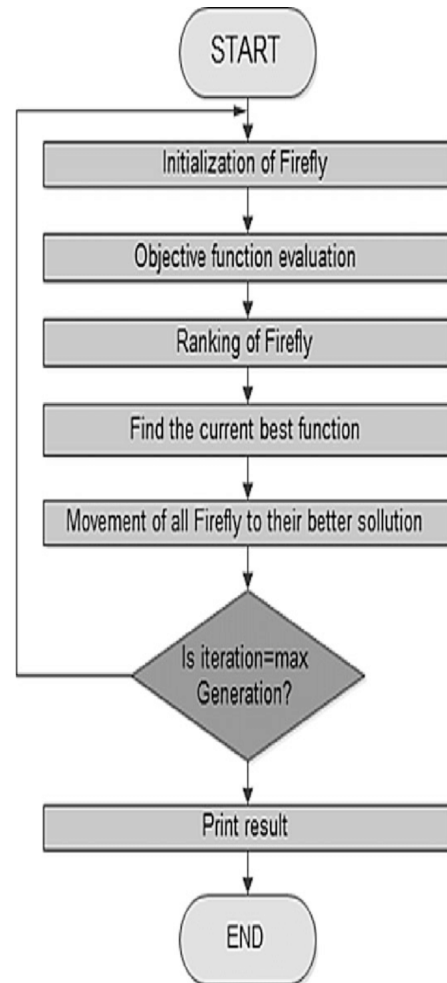 START
Initialization of Firefly
Objective function evaluation
Ranking of Firefly
Find the current best function
Movement of all Firefly to their better sollution
Is iteration=max
Generation?
Print result
END